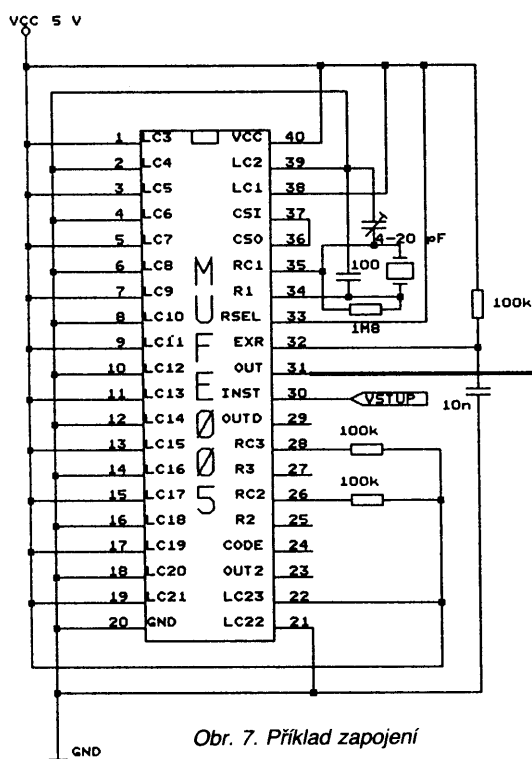 VCC 5 V
1 LC3 VCC 40
2 LC4 LC2 39
3 LC5 LC1 38
4 LC6 CSI 37
5 LC7 CSO 36
6 LC8 RC1 35
7 LC9 R1 34
8 LC10 RSEL 33
9 LC11 EXR 32
10 LC12 OUT 31
11 LC13 INST 30
12 LC14 OUTD 29
13 LC15 RC3 28
14 LC16 R3 27
15 LC17 RC2 26
16 LC18 R2 25
17 LC19 CODE 24
18 LC20 OUT2 23
19 LC21 LC23 22
20 GND LC22 21
MUFEØØ5
4-20 pF
100
1M8
100k
VSTUP
10n
100k
100k
GND
Obr. 7. Příklad zapojení